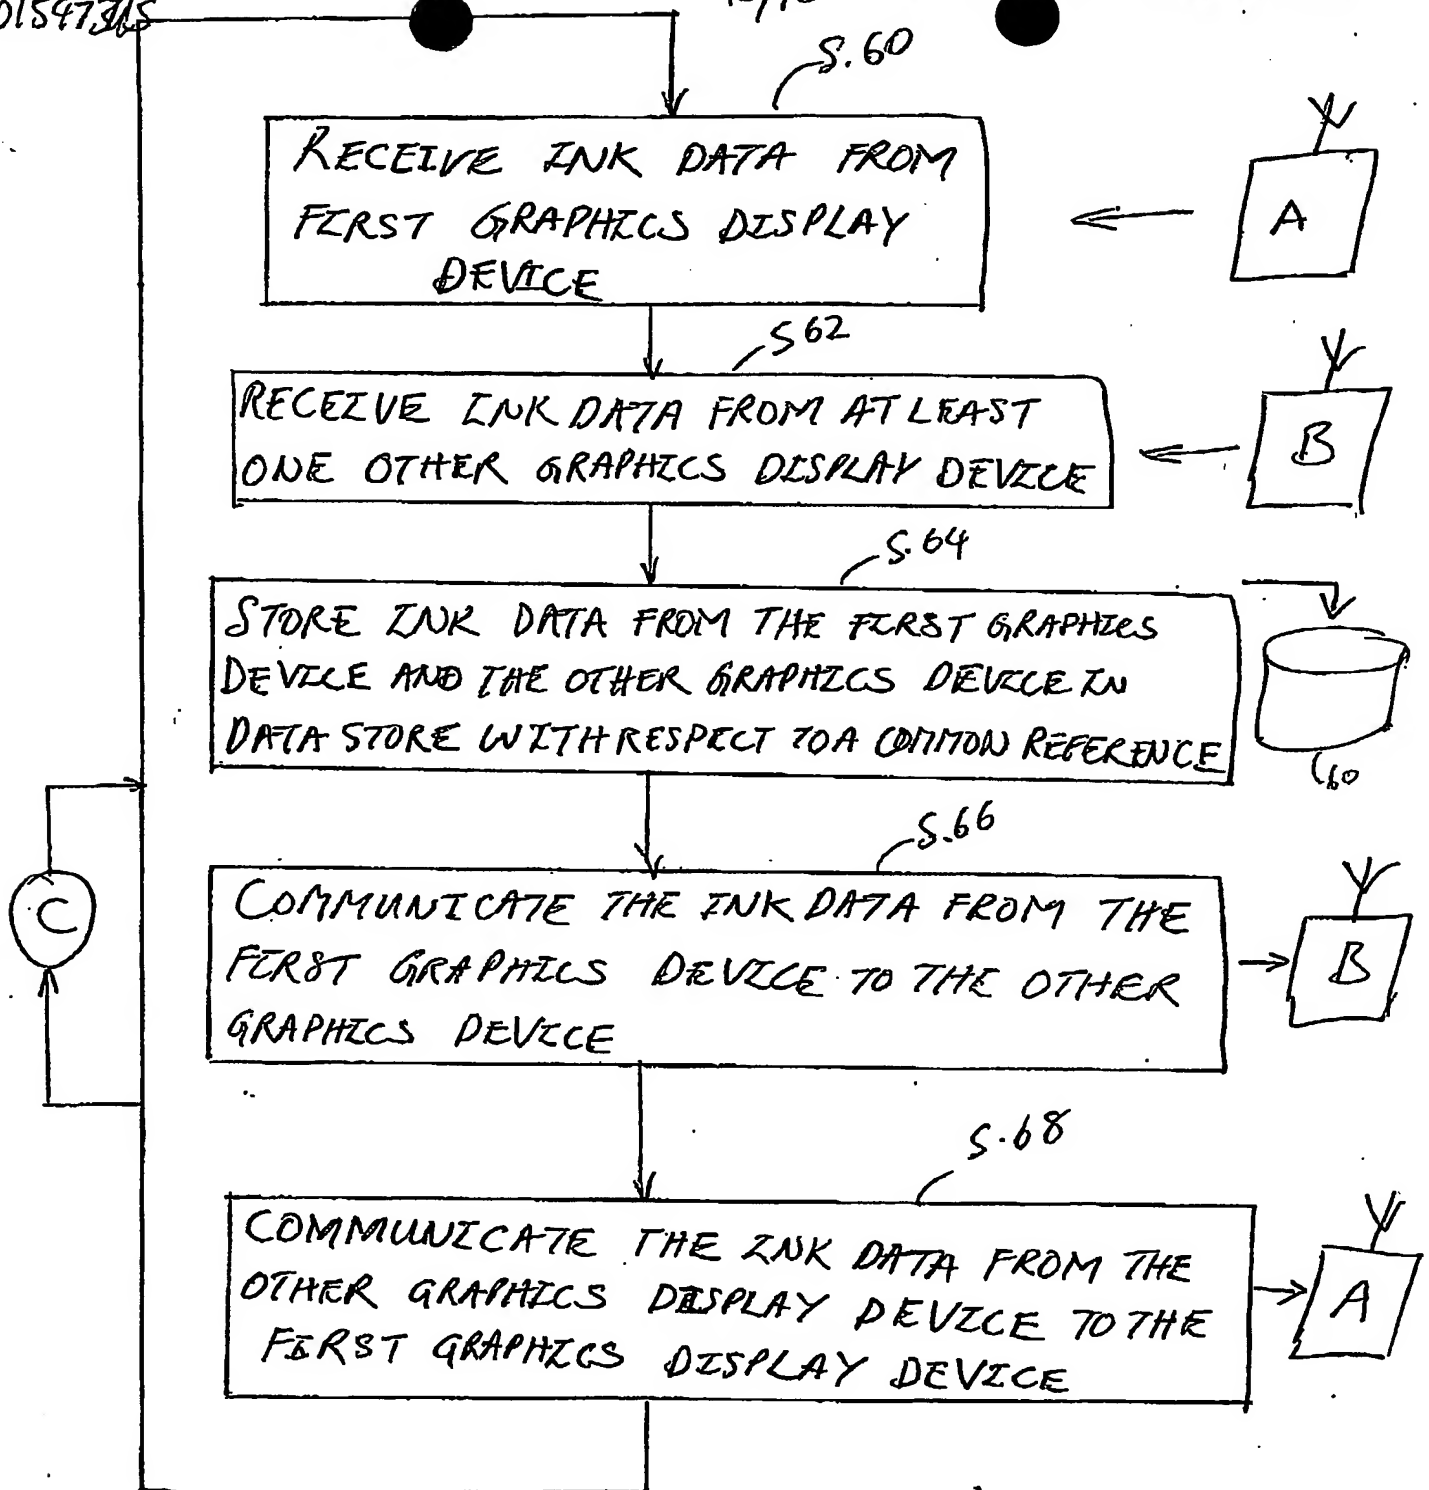 S.60
RECEIVE INK DATA FROM
FIRST GRAPHICS DISPLAY
DEVICE
A
S62
RECEIVE INK DATA FROM AT LEAST
ONE OTHER GRAPHICS DISPLAY DEVICE
B
S.64
STORE INK DATA FROM THE FIRST GRAPHICS
DEVICE AND THE OTHER GRAPHICS DEVICE IN
DATA STORE WITH RESPECT TO A COMMON REFERENCE
60
S.66
COMMUNICATE THE INK DATA FROM THE
FIRST GRAPHICS DEVICE TO THE OTHER
GRAPHICS DEVICE
B
C
S.68
COMMUNICATE THE INK DATA FROM THE
OTHER GRAPHICS DISPLAY DEVICE TO THE
FIRST GRAPHICS DISPLAY DEVICE
A